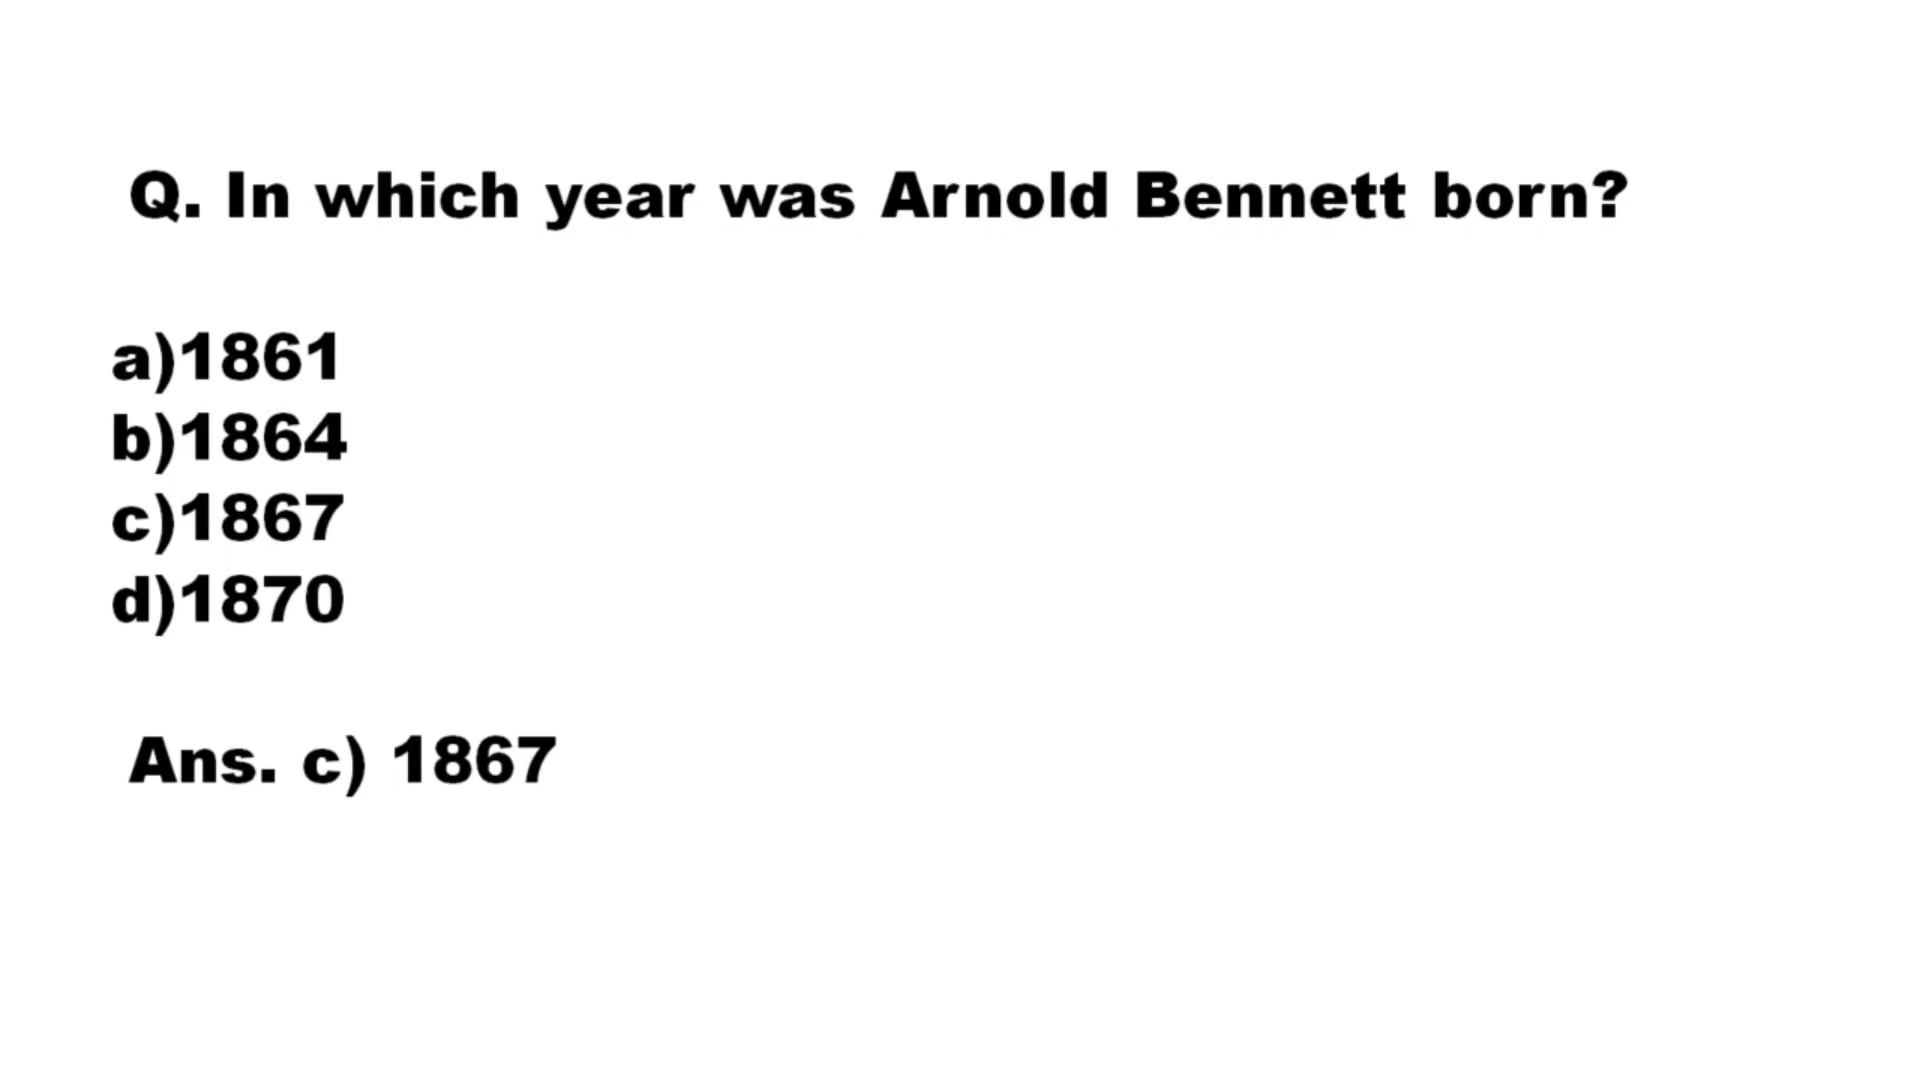 Q. In which year was Arnold Bennett born?
a)1861
b)1864
c)1867
d)1870
Ans. c) 1867